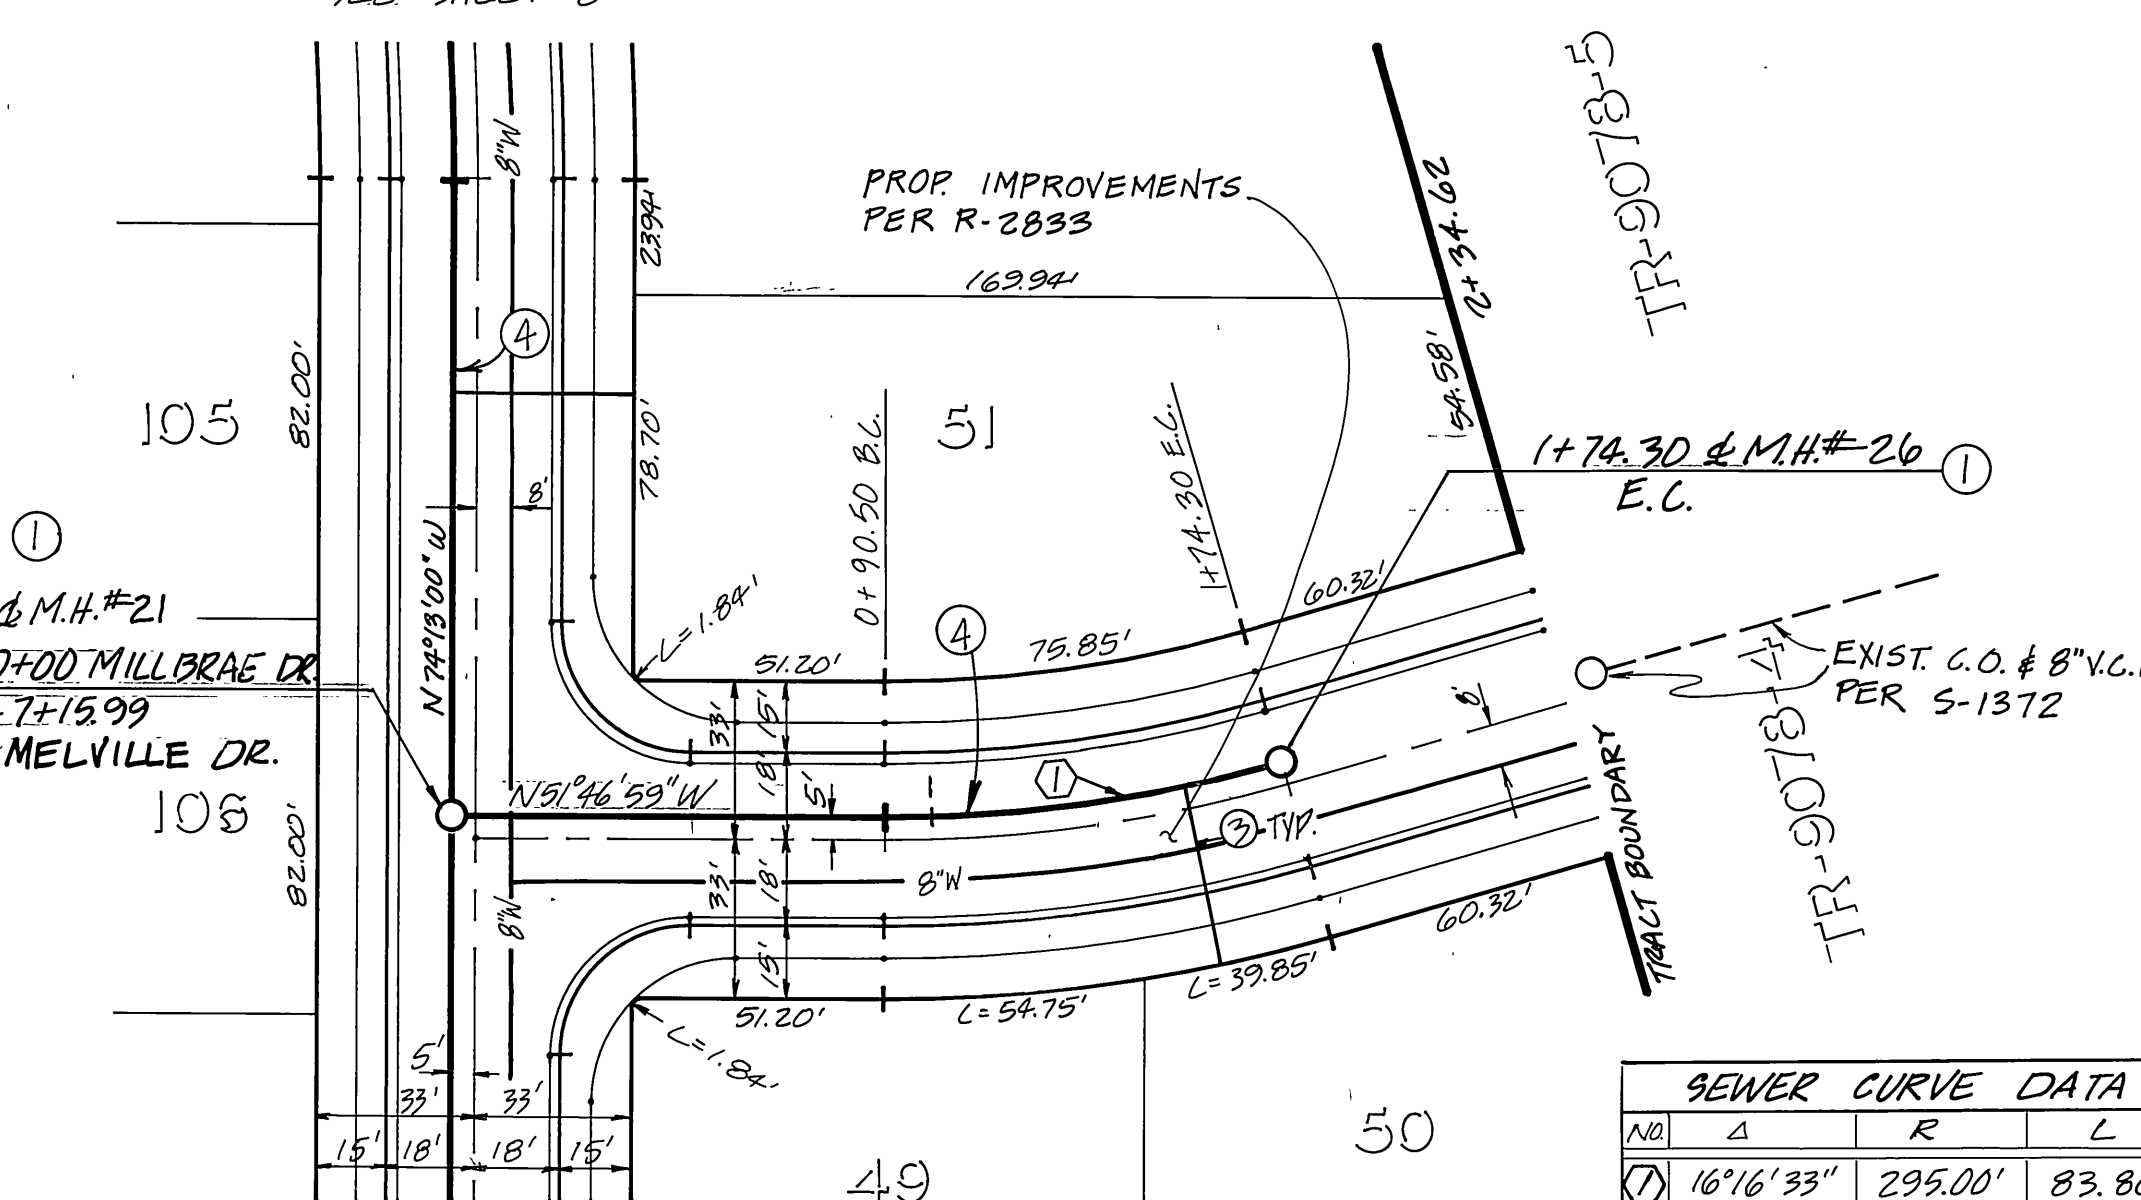 8"W
23.94'
PROP. IMPROVEMENTS
PER R-2833
169.94'
2+34.62
TR-9078-5
54.58'
82.00'
105
4
78.70'
51
0+90.50 B.C.
1+74.30 E.C.
1+74.30 ¢ M.H.#26
E.C.
1
8'
N 74°13'00" W
1
¢ M.H.#21
0+00 MILLBRAE DR.
7+15.99
MELVILLE DR.
106
82.00'
L=1.84'
51.20'
4
75.85'
60.32'
33'
15'
18'
5'
N51°46'59"W
1
3 TYP.
8'
EXIST. C.O. & 8" V.C.
PER S-1372
TR-9078-
TRACT BOUNDARY
8"W
8"W
33'
18'
15'
51.20'
L=1.84'
L=54.75'
L=39.85'
60.32'
5'
33'
33'
15'
18'
18'
15'
49
50
SEWER CURVE DATA
NO. Δ R L
1 16°16'33" 295.00' 83.80